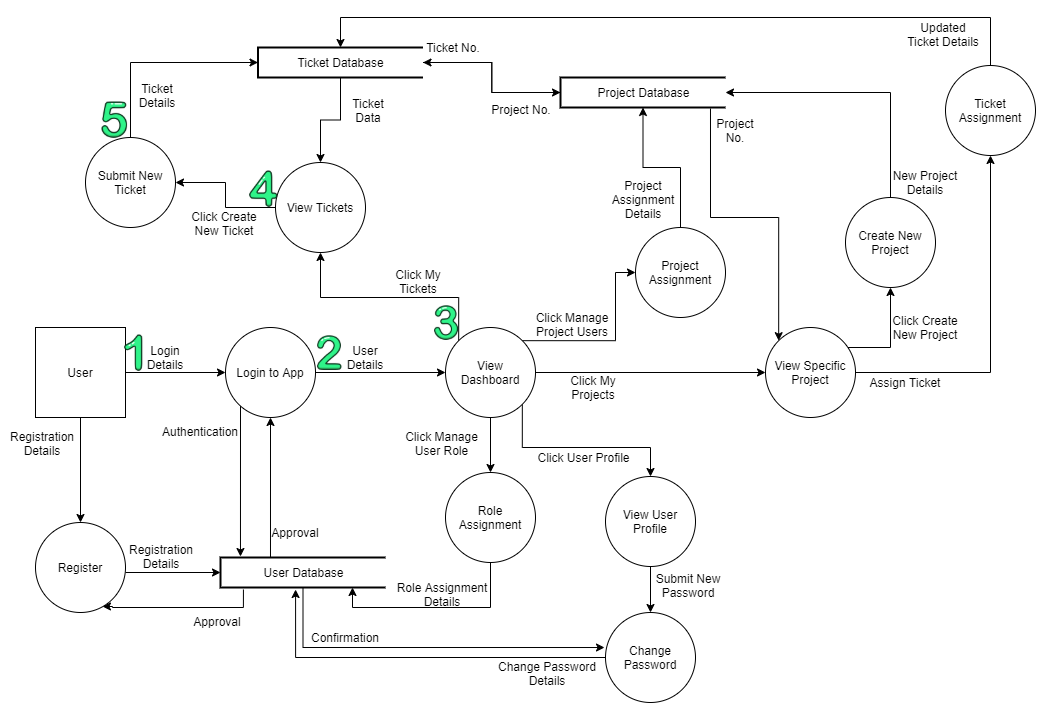 Updated
Ticket Details
Ticket No.
Ticket Database
Ticket
Details
Ticket
Data
Project No.
Project Database
Project
No.
Ticket
Assignment
5
Submit New
Ticket
4
View Tickets
Click Create
New Ticket
Project
Assignment
Details
New Project
Details
Create New
Project
Click My
Tickets
Project
Assignment
3
Click Manage
Project Users
Click Create
New Project
User
1
Login
Details
Login to App
2
User
Details
View
Dashboard
Click My
Projects
View Specific
Project
Assign Ticket
Registration
Details
Authentication
Click Manage
User Role
Click User Profile
Role
Assignment
View User
Profile
Approval
Register
Registration
Details
User Database
Role Assignment
Details
Submit New
Password
Approval
Confirmation
Change Password
Details
Change
Password